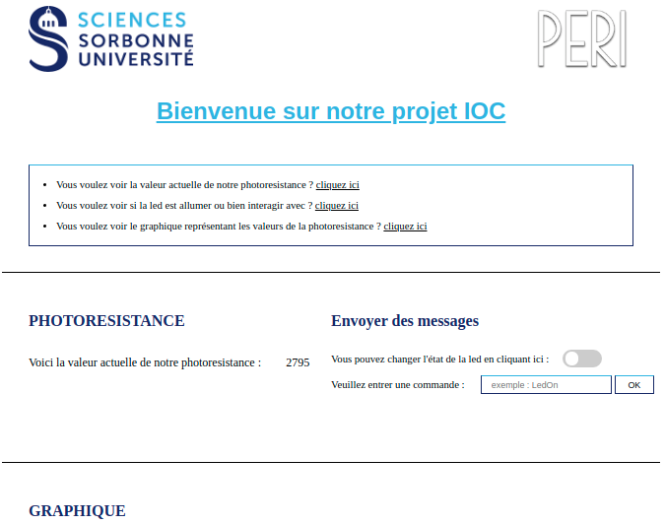 SCIENCES
SORBONNE
UNIVERSITÉ
PERI
Bienvenue sur notre projet IOC
• Vous voulez voir la valeur actuelle de notre photoresistance ? cliquez ici
• Vous voulez voir si la led est allumer ou bien interagir avec ? cliquez ici
• Vous voulez voir le graphique représentant les valeurs de la photoresistance ? cliquez ici
PHOTORESISTANCE
Voici la valeur actuelle de notre photoresistance : 2795
Envoyer des messages
Vous pouvez changer l'état de la led en cliquant ici :
Veuillez entrer une commande : exemple : LedOn OK
GRAPHIQUE